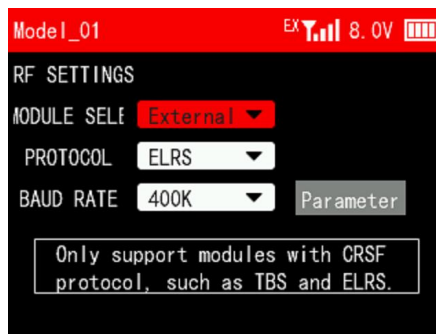 Model_01 EX 8.0V
RF SETTINGS
MODULE SELE External
PROTOCOL ELRS
BAUD RATE 400K Parameter
Only support modules with CRSF
protocol, such as TBS and ELRS.